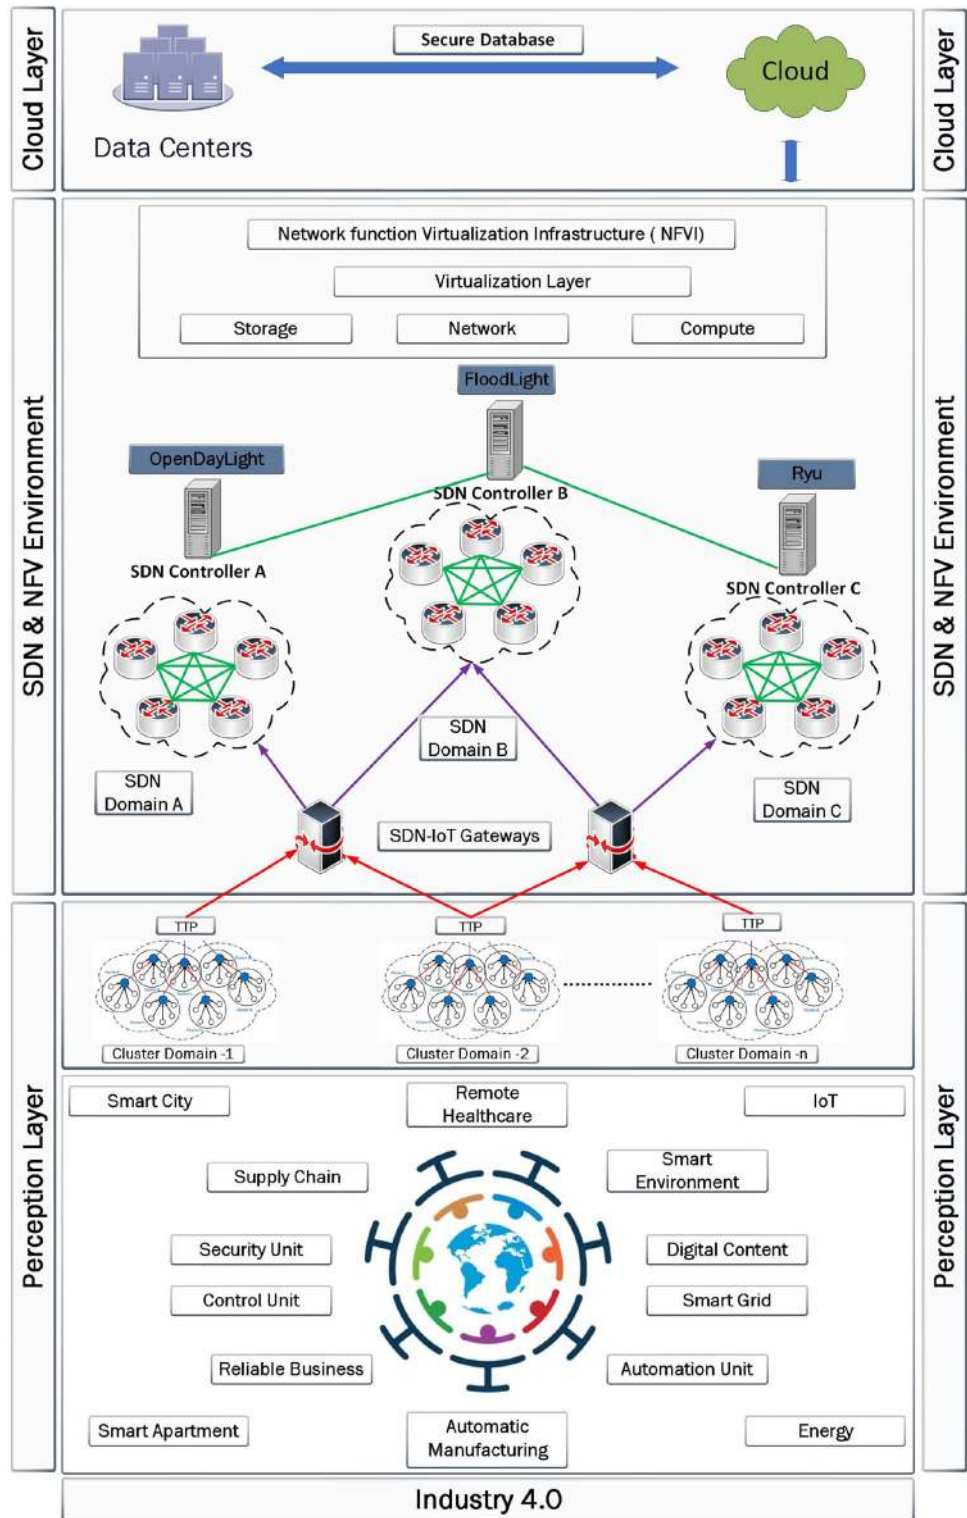 Cloud Layer
Cloud Layer
Secure Database
Cloud
Data Centers
SDN & NFV Environment
SDN & NFV Environment
Network function Virtualization Infrastructure ( NFVI)
Virtualization Layer
Storage
Network
Compute
FloodLight
OpenDayLight
Ryu
SDN Controller B
SDN Controller A
SDN Controller C
SDN
Domain B
SDN
Domain A
SDN
Domain C
SDN-IoT Gateways
Perception Layer
Perception Layer
TTP
TTP
TTP
Cluster Domain -1
Cluster Domain -2
Cluster Domain -n
Smart City
Remote
Healthcare
IoT
Supply Chain
Smart
Environment
Security Unit
Digital Content
Control Unit
Smart Grid
Reliable Business
Automation Unit
Smart Apartment
Automatic
Manufacturing
Energy
Industry 4.0